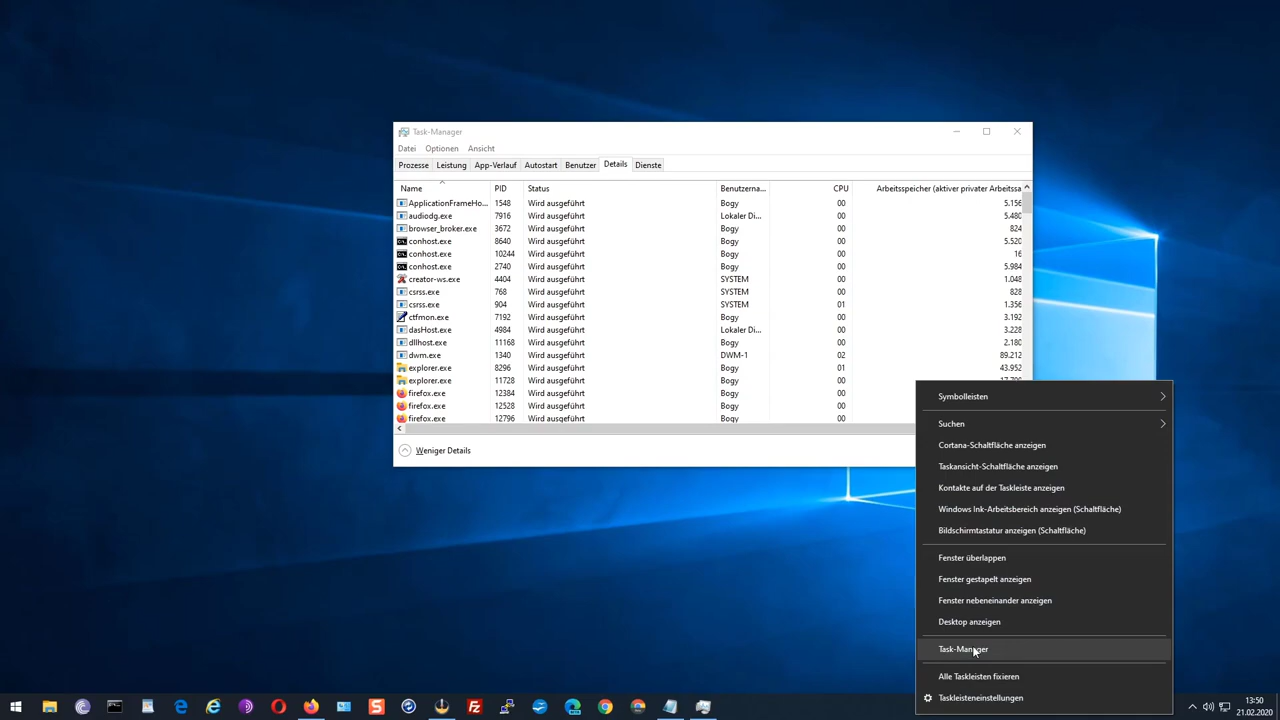 Task-Manager
Datei Optionen Ansicht
Prozesse Leistung App-Verlauf Autostart Benutzer Details Dienste
Name PID Status Benutzerna... CPU Arbeitsspeicher (aktiver privater Arbeitssa
ApplicationFrameHo... 1548 Wird ausgeführt Bogy 00 5.156
audiodg.exe 7916 Wird ausgeführt Lokaler Di... 00 5.480
browser_broker.exe 3672 Wird ausgeführt Bogy 00 824
conhost.exe 8640 Wird ausgeführt Bogy 00 5.520
conhost.exe 10244 Wird ausgeführt Bogy 00 16
conhost.exe 2740 Wird ausgeführt Bogy 00 5.984
creator-ws.exe 4404 Wird ausgeführt SYSTEM 00 1.048
csrss.exe 768 Wird ausgeführt SYSTEM 00 828
csrss.exe 904 Wird ausgeführt SYSTEM 01 1.356
ctfmon.exe 7192 Wird ausgeführt Bogy 00 3.192
dasHost.exe 4984 Wird ausgeführt Lokaler Di... 00 3.228
dllhost.exe 11168 Wird ausgeführt Bogy 00 2.180
dwm.exe 1340 Wird ausgeführt DWM-1 02 89.212
explorer.exe 8296 Wird ausgeführt Bogy 01 43.952
explorer.exe 11728 Wird ausgeführt Bogy 00
firefox.exe 12384 Wird ausgeführt Bogy 00
firefox.exe 12528 Wird ausgeführt Bogy 00
firefox.exe 12796 Wird ausgeführt Bogy 00
Weniger Details
Symbolleisten
Suchen
Cortana-Schaltfläche anzeigen
Taskansicht-Schaltfläche anzeigen
Kontakte auf der Taskleiste anzeigen
Windows Ink-Arbeitsbereich anzeigen (Schaltfläche)
Bildschirmtastatur anzeigen (Schaltfläche)
Fenster überlappen
Fenster gestapelt anzeigen
Fenster nebeneinander anzeigen
Desktop anzeigen
Task-Manager
Alle Taskleisten fixieren
Taskleisteneinstellungen
13:50
21.02.2020